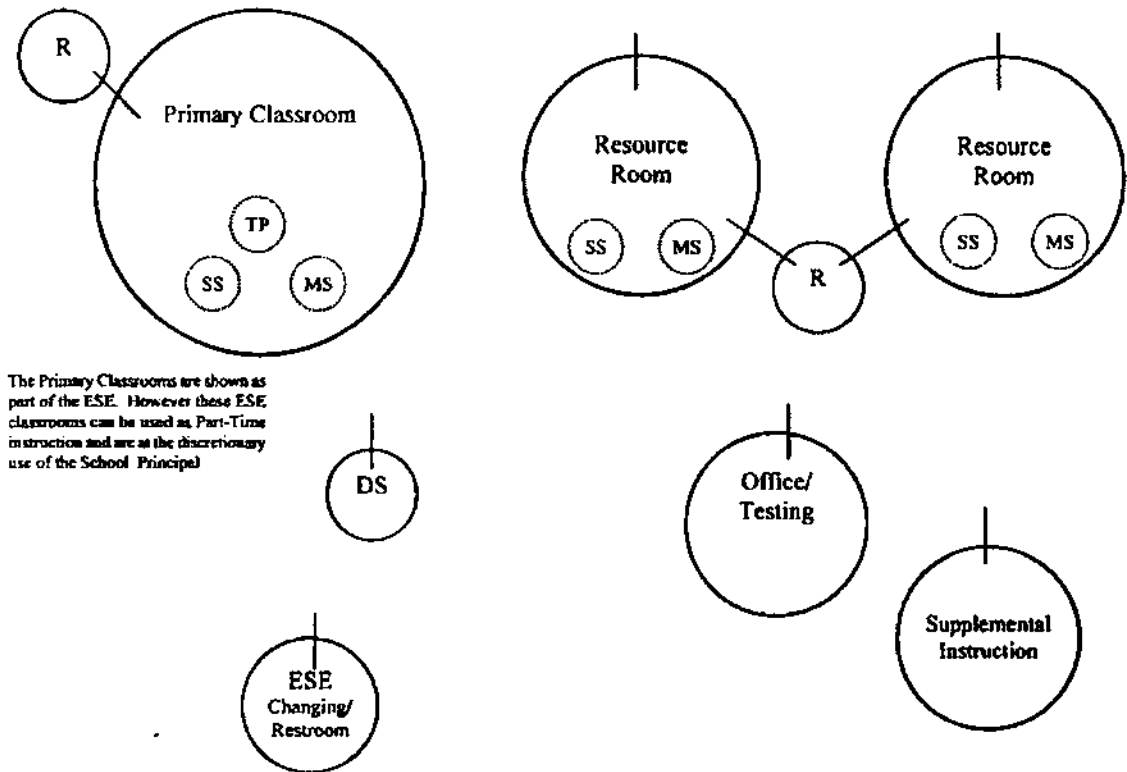 R
Primary Classroom
TP
SS
MS
Resource
Room
SS
MS
R
Resource
Room
SS
MS
The Primary Classrooms are shown as
part of the ESE. However these ESE
classrooms can be used as Part-Time
instruction and are at the discretionary
use of the School Principal
DS
Office/
Testing
Supplemental
Instruction
ESE
Changing/
Restroom